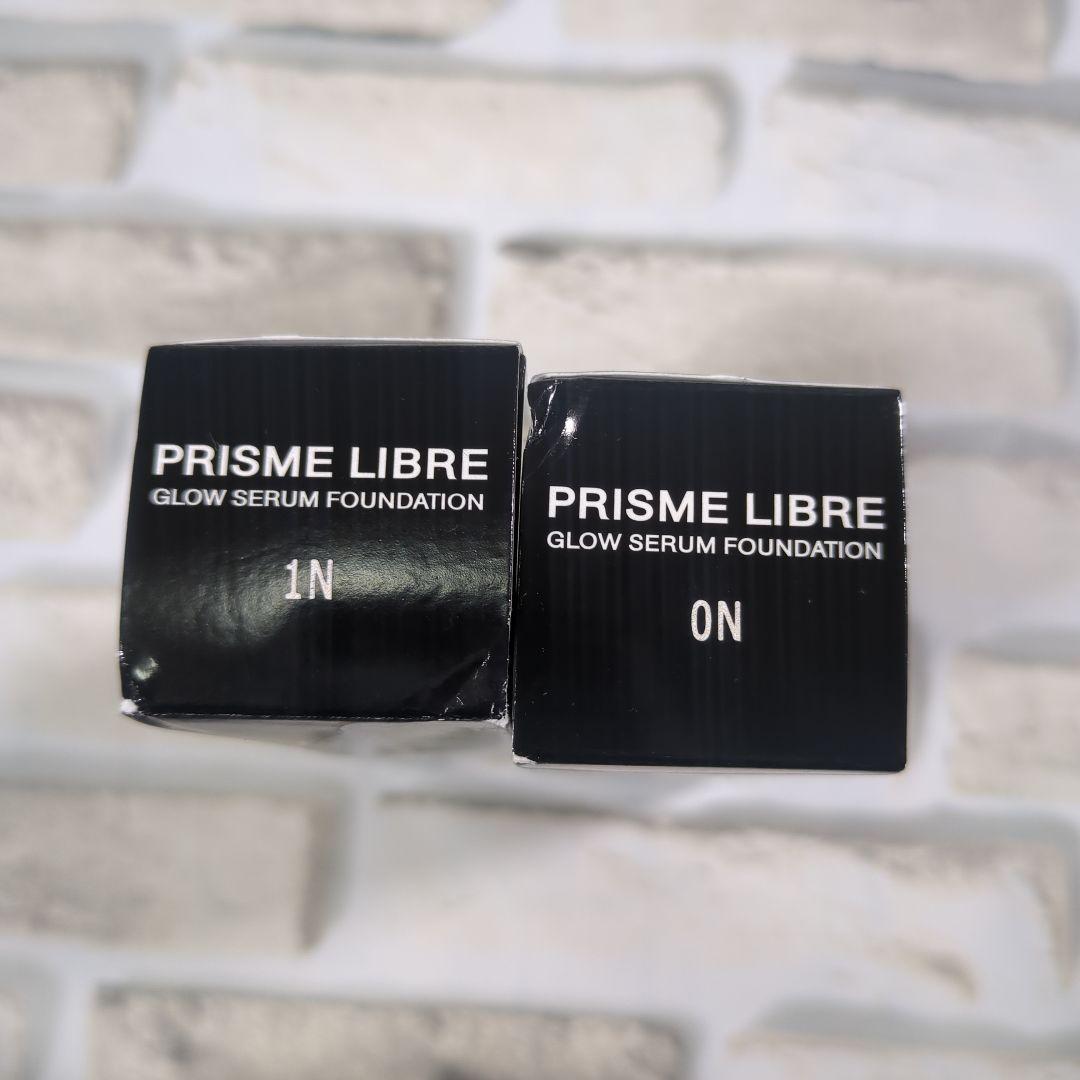 PRISME LIBRE
GLOW SERUM FOUNDATION
1N
PRISME LIBRE
GLOW SERUM FOUNDATION
0N